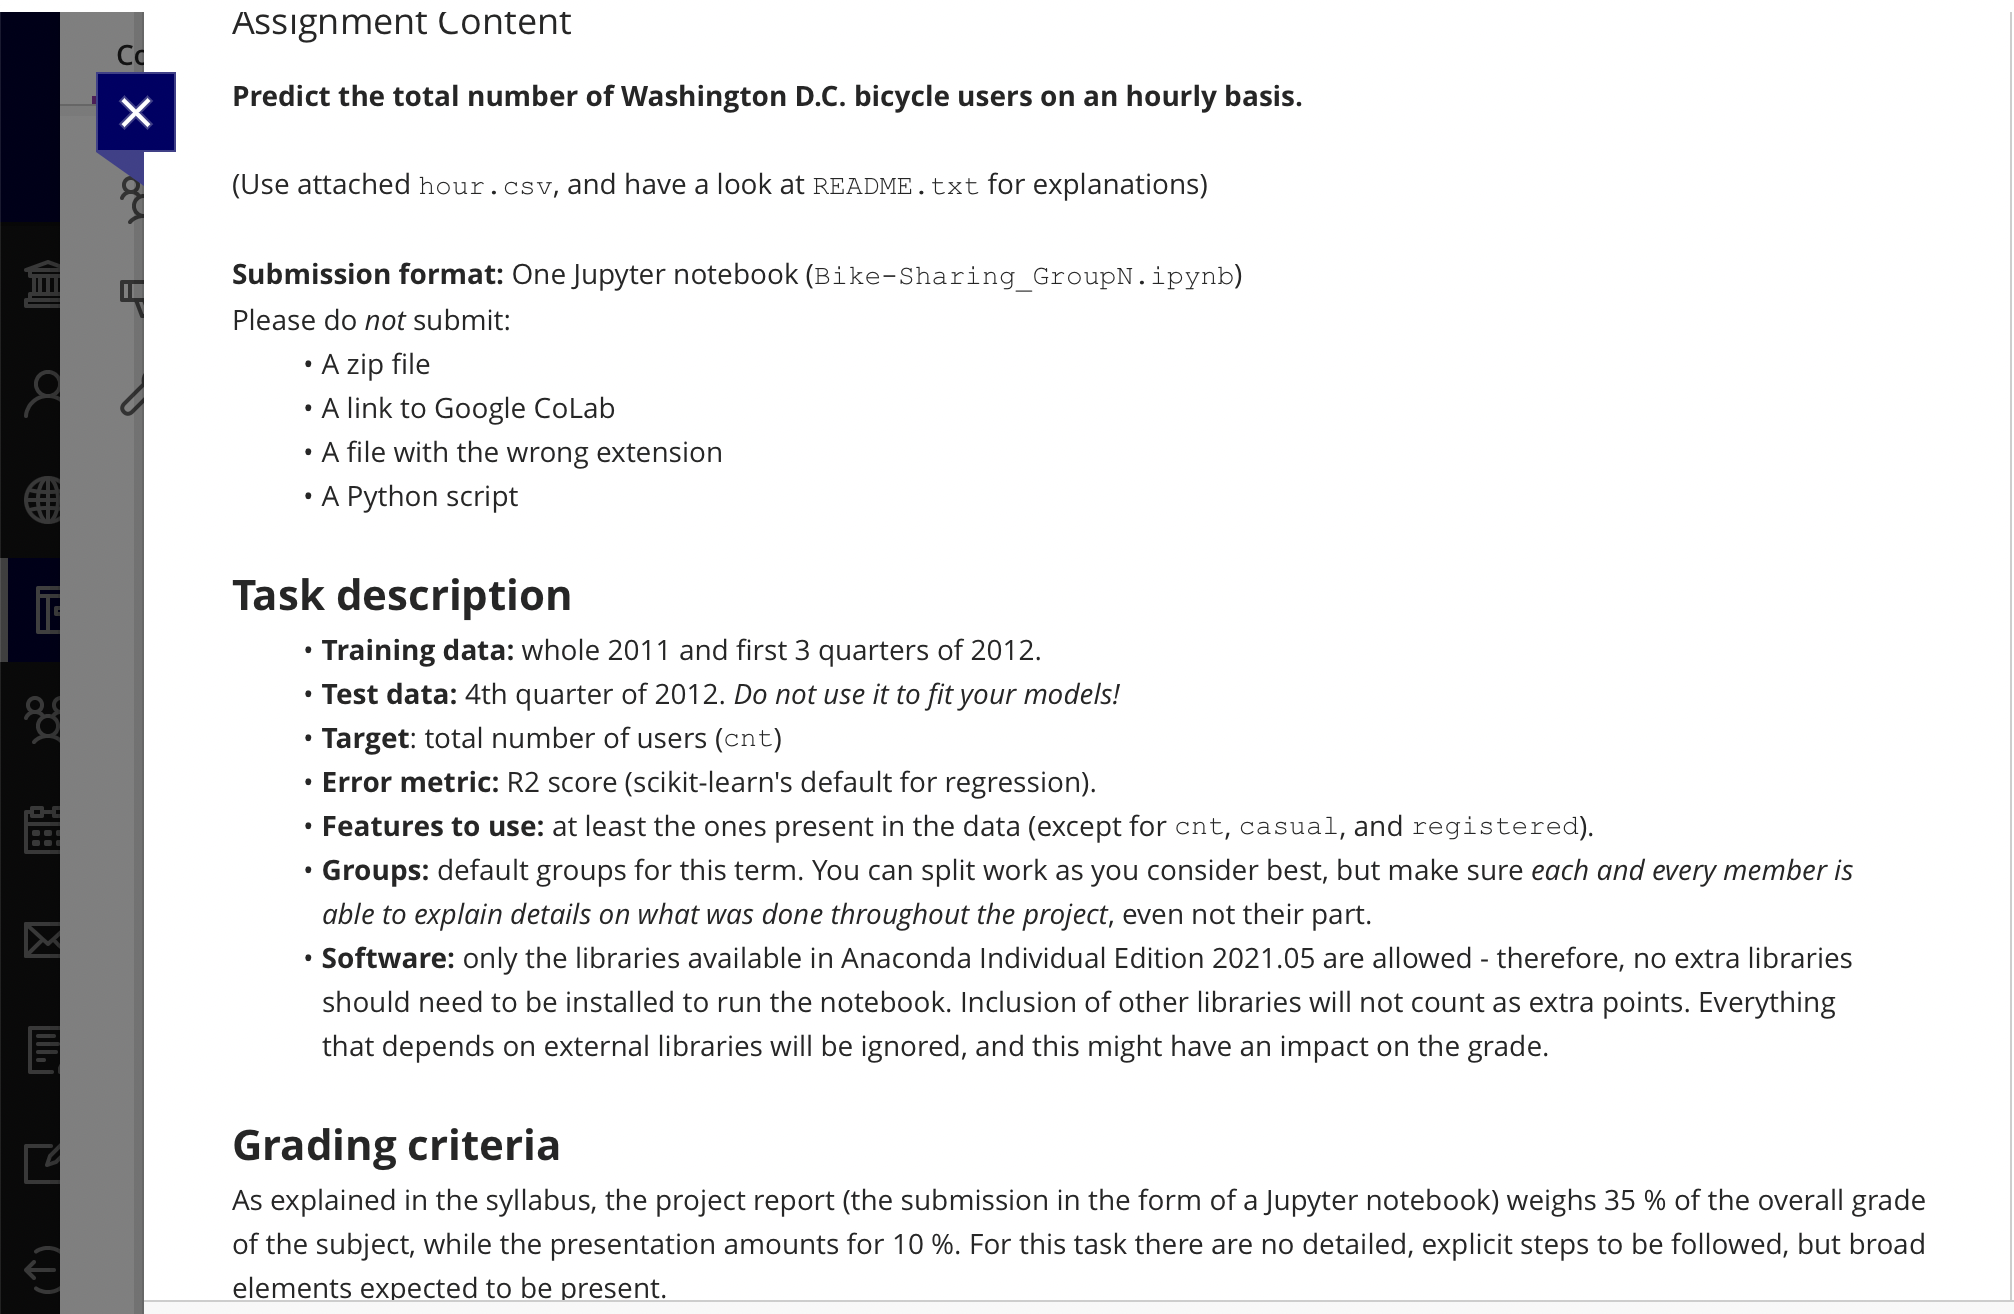 Assignment Content
Co
Predict the total number of Washington D.C. bicycle users on an hourly basis.
(Use attached hour.csv, and have a look at README.txt for explanations)
Submission format: One Jupyter notebook (Bike-Sharing_GroupN.ipynb)
Please do not submit:
• A zip file
• A link to Google CoLab
• A file with the wrong extension
• A Python script
Task description
• Training data: whole 2011 and first 3 quarters of 2012.
• Test data: 4th quarter of 2012. Do not use it to fit your models!
• Target: total number of users (cnt)
• Error metric: R2 score (scikit-learn's default for regression).
• Features to use: at least the ones present in the data (except for cnt, casual, and registered).
• Groups: default groups for this term. You can split work as you consider best, but make sure each and every member is
able to explain details on what was done throughout the project, even not their part.
• Software: only the libraries available in Anaconda Individual Edition 2021.05 are allowed - therefore, no extra libraries
should need to be installed to run the notebook. Inclusion of other libraries will not count as extra points. Everything
that depends on external libraries will be ignored, and this might have an impact on the grade.
Grading criteria
As explained in the syllabus, the project report (the submission in the form of a Jupyter notebook) weighs 35 % of the overall grade
of the subject, while the presentation amounts for 10 %. For this task there are no detailed, explicit steps to be followed, but broad
elements expected to be present.